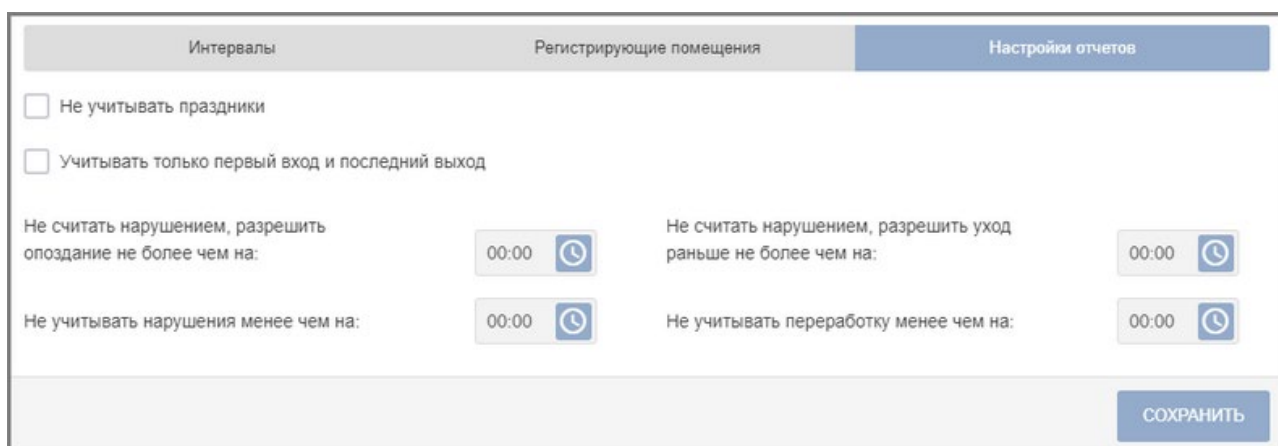 Интервалы
Регистрирующие помещения
Настройки отчетов
Не учитывать праздники
Учитывать только первый вход и последний выход
Не считать нарушением, разрешить
опоздание не более чем на:
00:00
Не считать нарушением, разрешить уход
раньше не более чем на:
00:00
Не учитывать нарушения менее чем на:
00:00
Не учитывать переработку менее чем на:
00:00
СОХРАНИТЬ